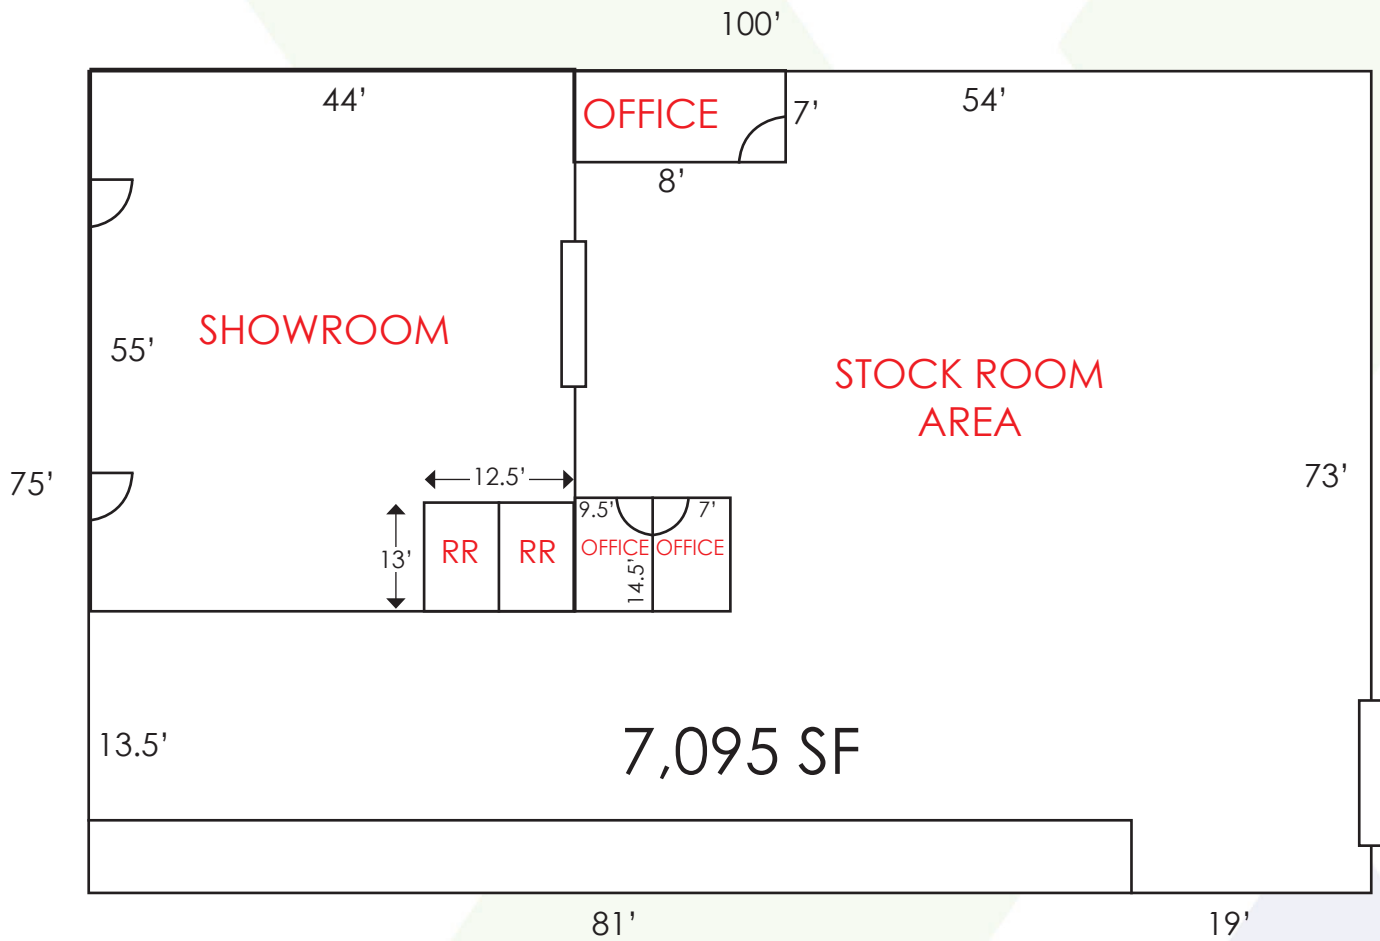 100’
44’
OFFICE
7’
54’
8’
SHOWROOM
55’
STOCK ROOM
AREA
75’
12.5’
73’
9.5’
7’
13’
RR
RR
OFFICE
OFFICE
14.5’
13.5’
7,095 SF
81’
19’